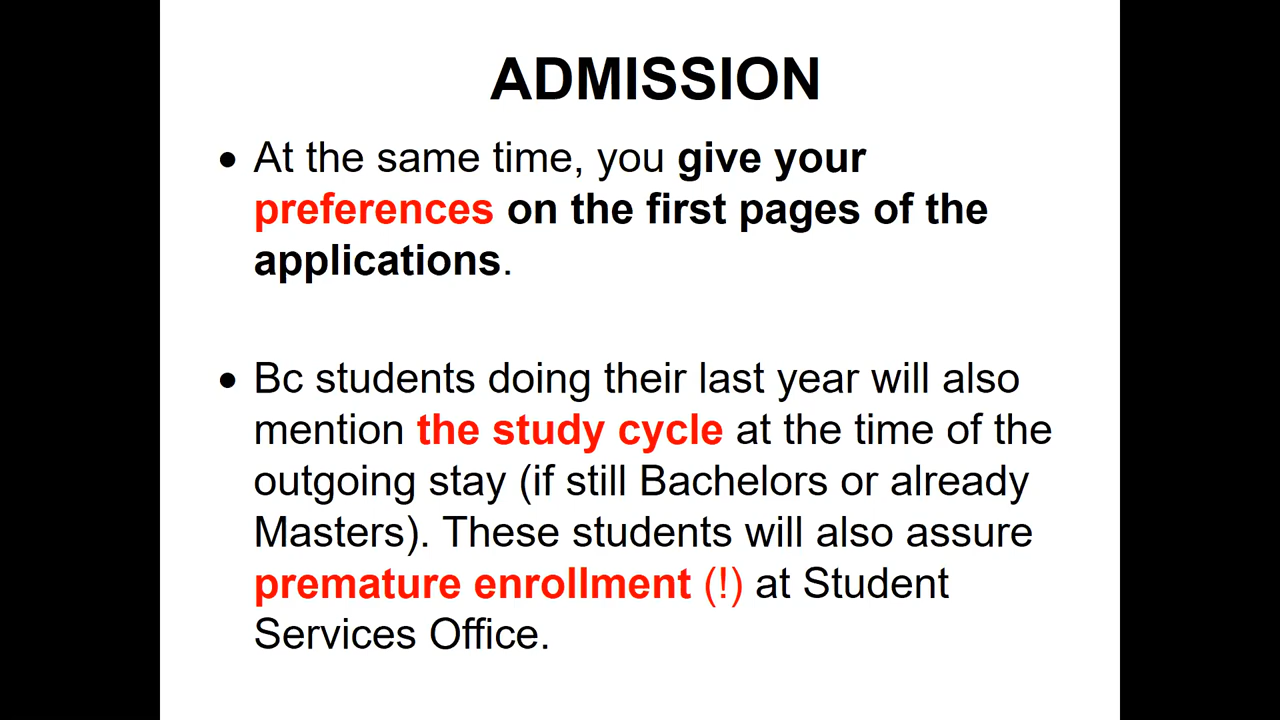 ADMISSION
• At the same time, you give your
preferences on the first pages of the
applications.
• Bc students doing their last year will also
mention the study cycle at the time of the
outgoing stay (if still Bachelors or already
Masters). These students will also assure
premature enrollment (!) at Student
Services Office.